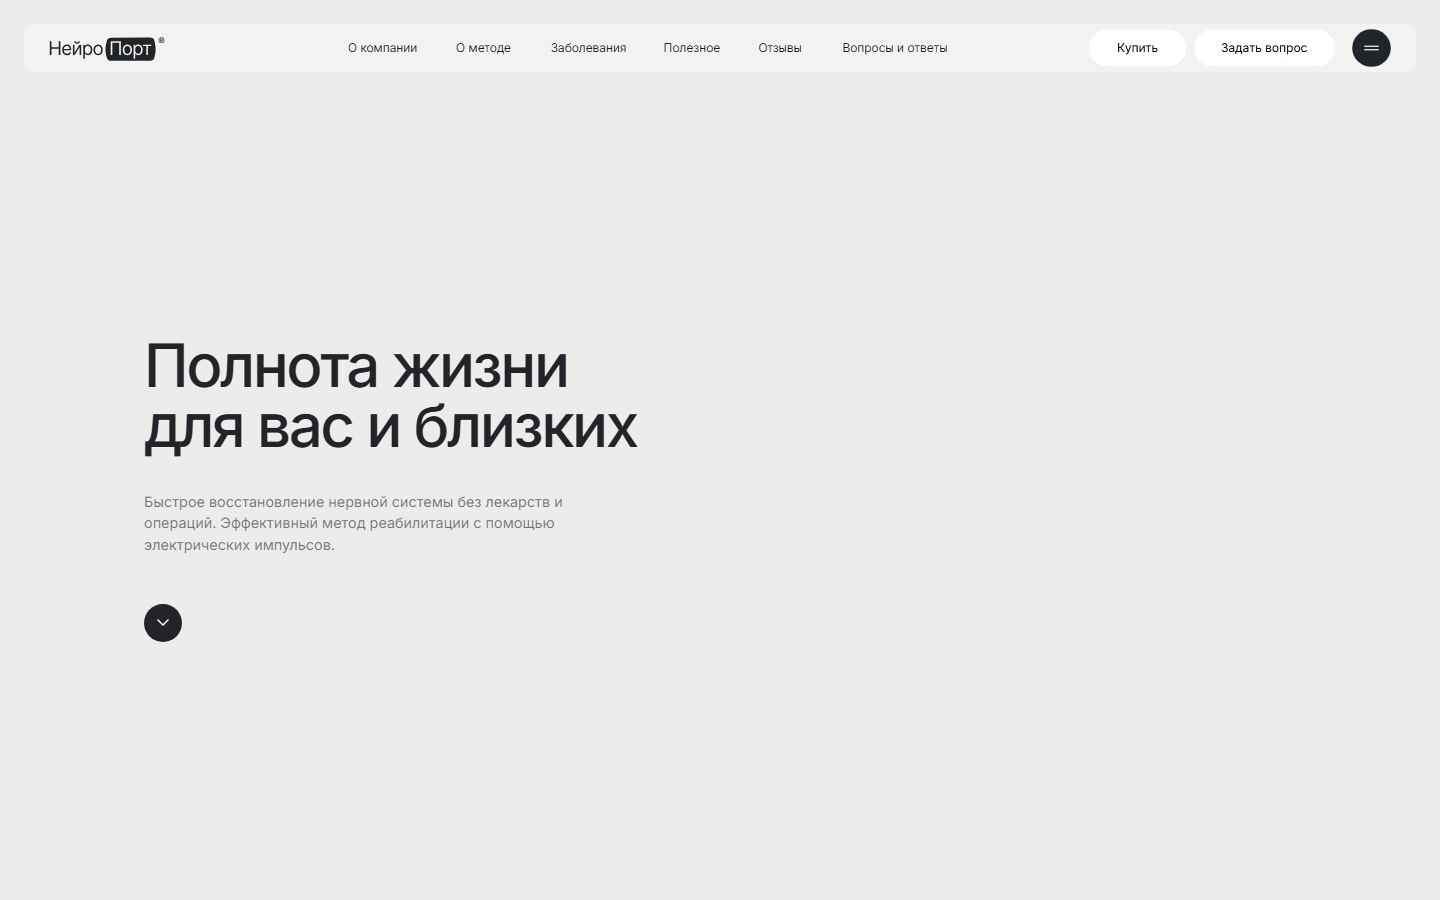 НейроПорт®
О компании
О методе
Заболевания
Полезное
Отзывы
Вопросы и ответы
Купить
Задать вопрос
Полнота жизни
для вас и близких
Быстрое восстановление нервной системы без лекарств и
операций. Эффективный метод реабилитации с помощью
электрических импульсов.